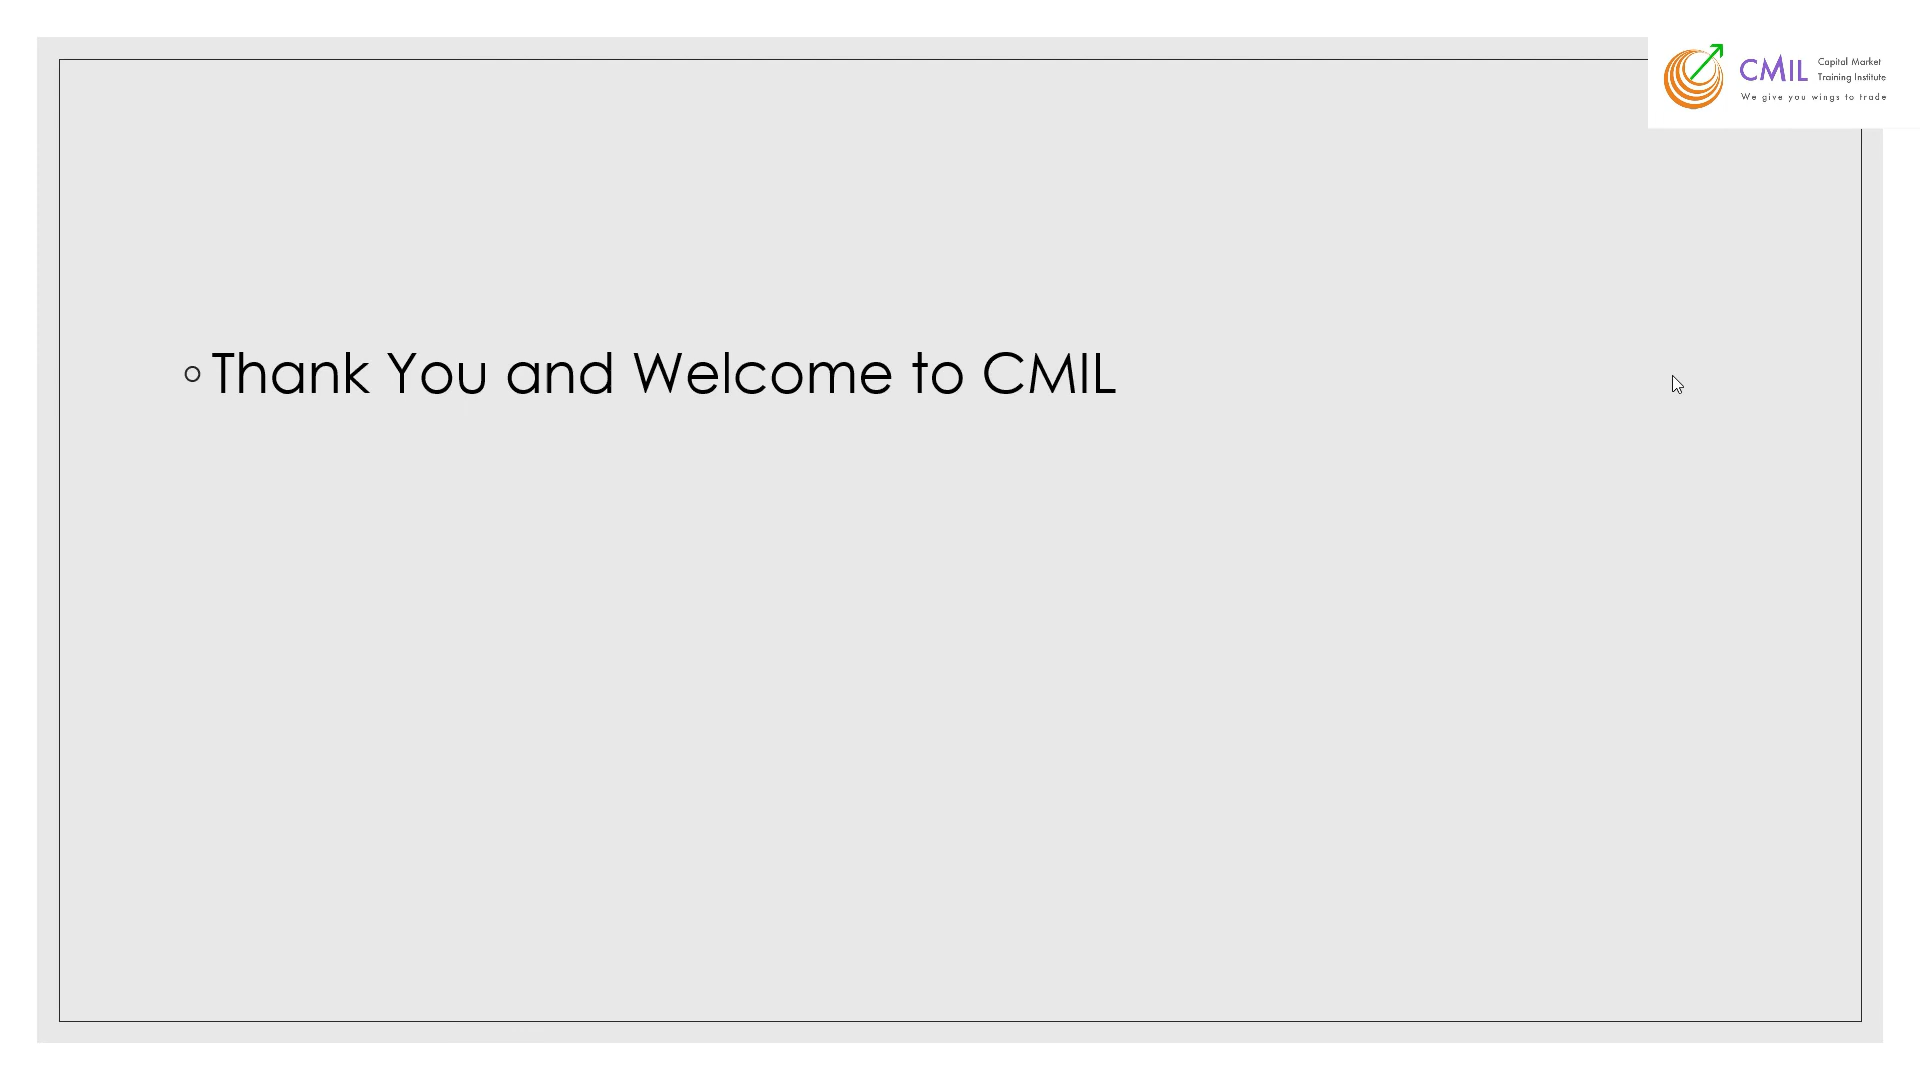 CMIL Capital Market
Training Institute
We give you wings to trade
Thank You and Welcome to CMIL